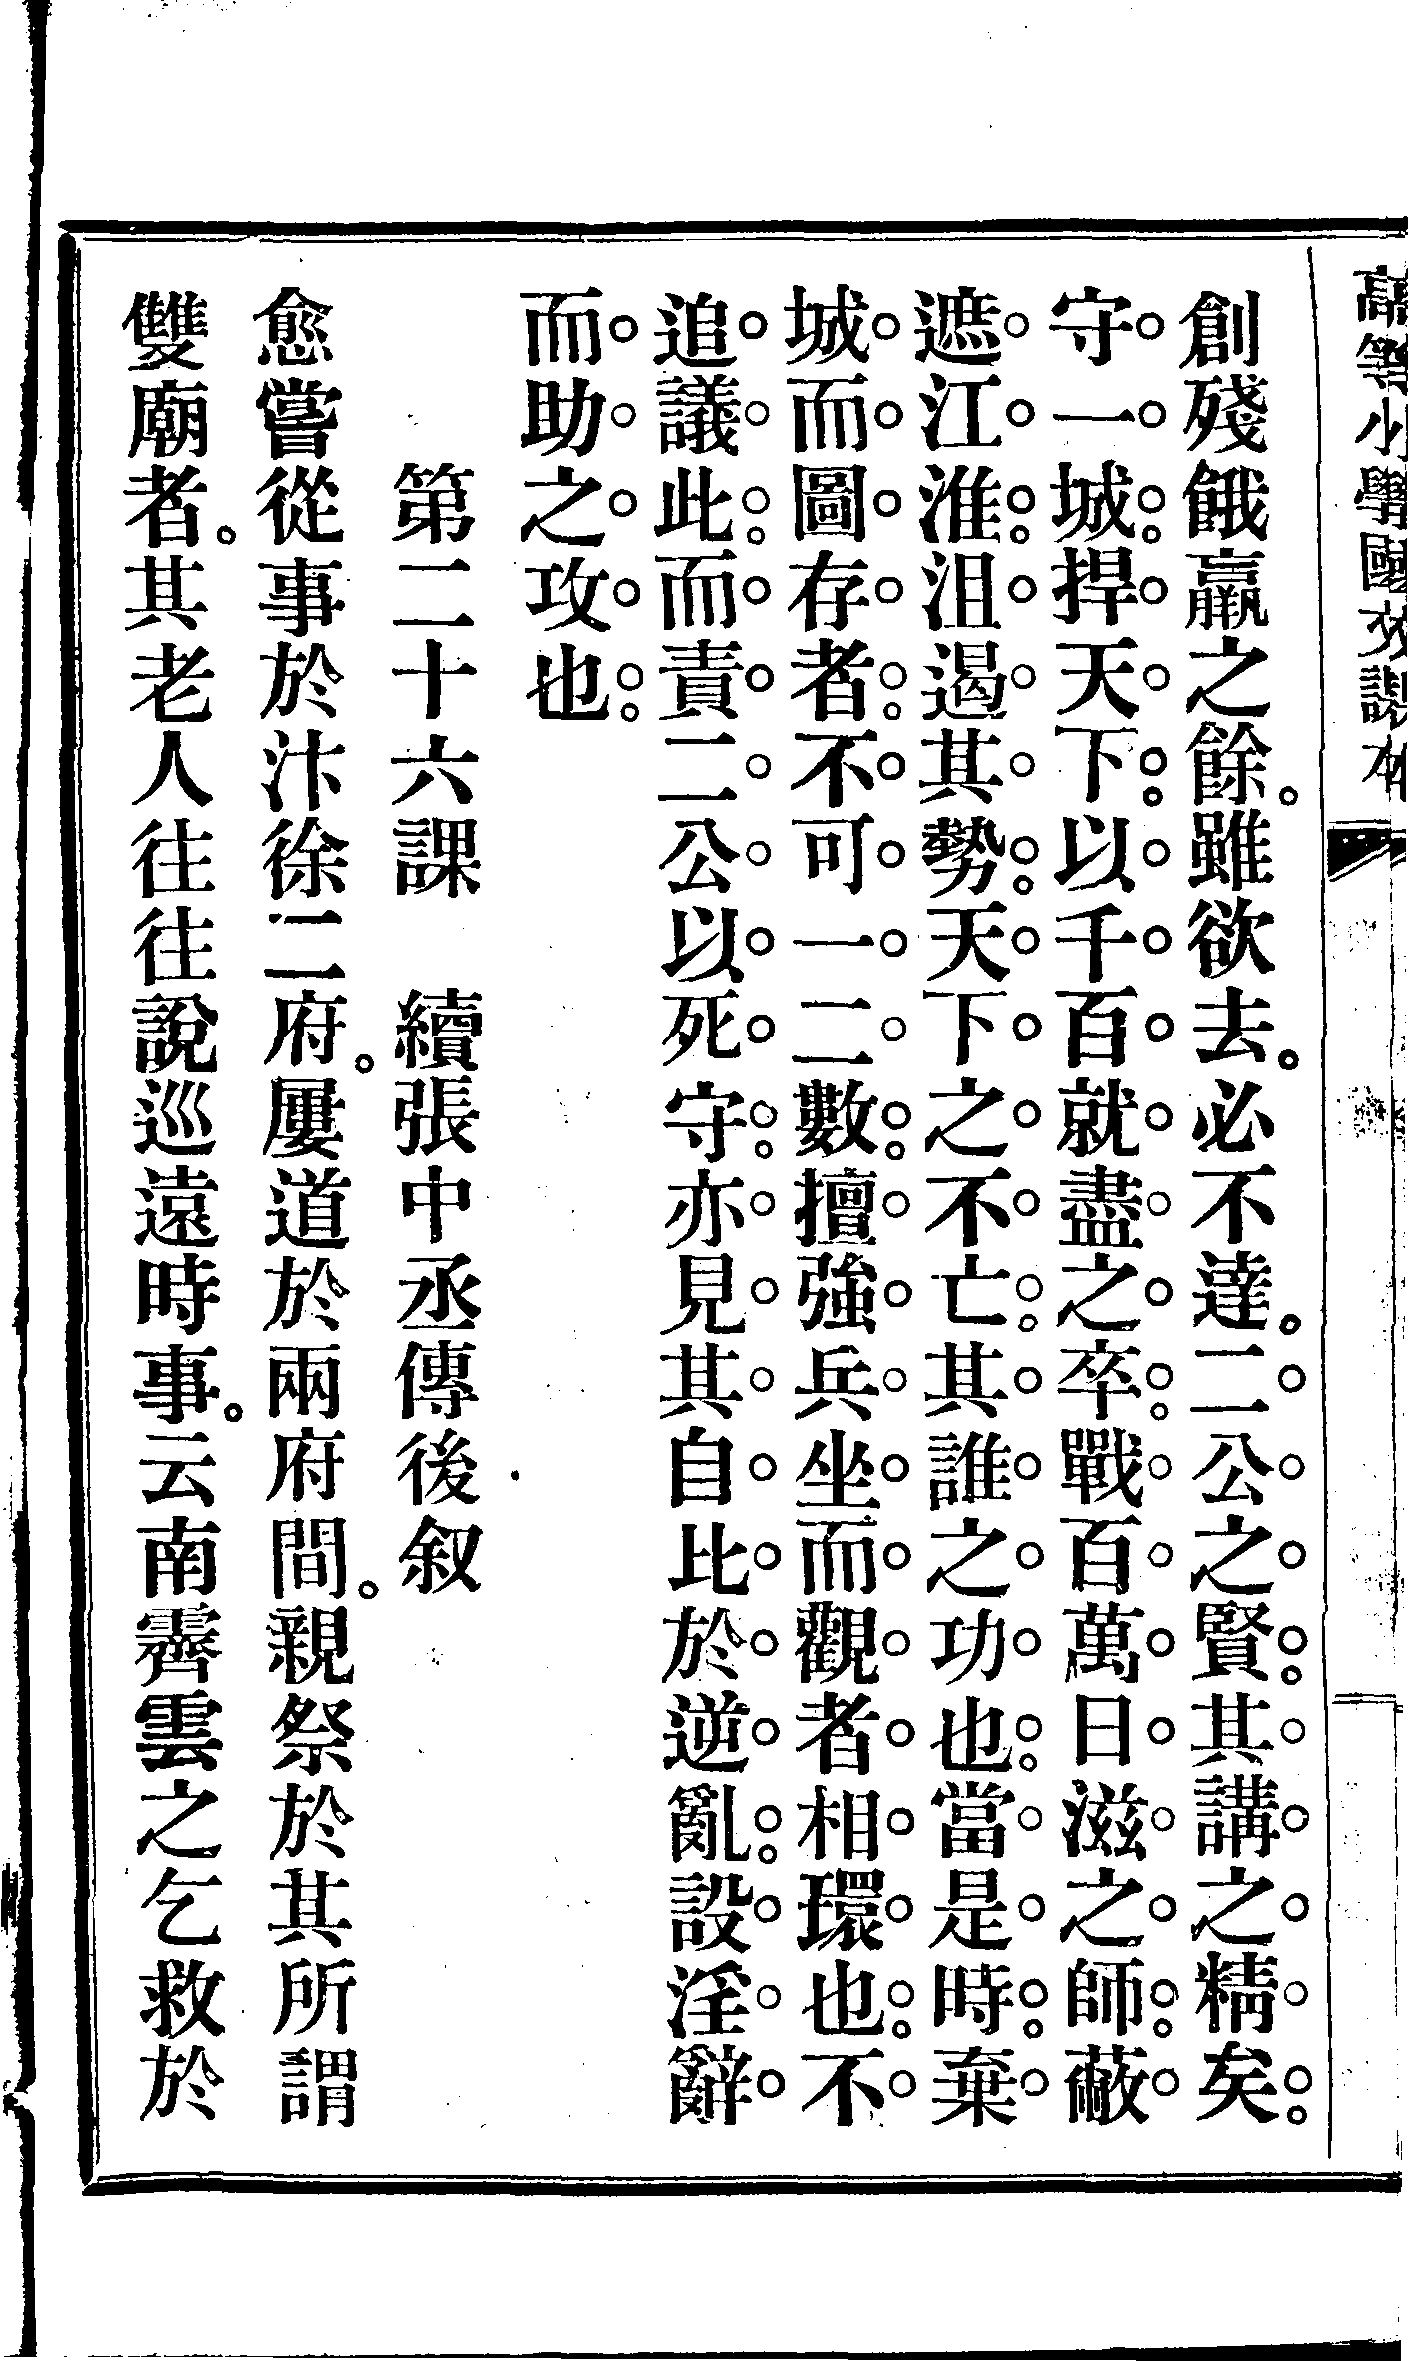 高等小學國文課本
創殘餓羸之餘。雖欲去。必不達。二公之賢。其講之精矣。
守一城。捍天下。以千百就盡之卒。戰百萬日滋之師。蔽
遮江淮。沮遏其勢。天下之不亡。其誰之功也。當是時。棄
城而圖存者。不可一二數。擅強兵坐而觀者相環也。不
追議此。而責二公以死守。亦見其自比於逆亂。設淫辭
而助之攻也。
第二十六課　續張中丞傳後叙
愈嘗從事於汴徐二府。屢道於兩府間。親祭於其所謂
雙廟者。其老人往往說巡遠時事。云南霽雲之乞救於